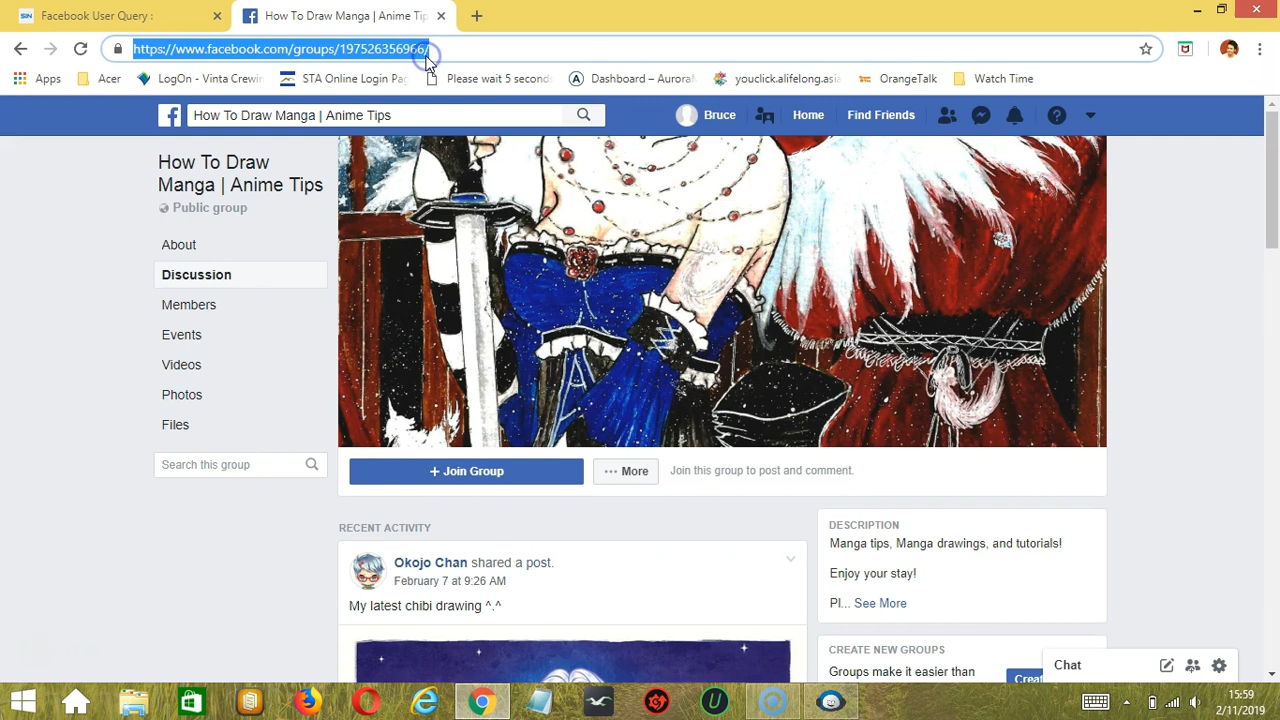 Facebook User Query :
How To Draw Manga | Anime Tip
https://www.facebook.com/groups/197526356966/
Apps
Acer
LogOn - Vinta Crewin
STA Online Login Pag
Please wait 5 second
Dashboard – Auroral
youclick.alifelong.asia
OrangeTalk
Watch Time
How To Draw Manga | Anime Tips
Bruce
Home
Find Friends
How To Draw
Manga | Anime Tips
Public group
About
Discussion
Members
Events
Videos
Photos
Files
Search this group
+ Join Group
··· More
Join this group to post and comment.
RECENT ACTIVITY
Okojo Chan shared a post.
February 7 at 9:26 AM
My latest chibi drawing ^.^
DESCRIPTION
Manga tips, Manga drawings, and tutorials!
Enjoy your stay!
Pl... See More
CREATE NEW GROUPS
Groups make it easier than
Creat
Chat
15:59
2/11/2019